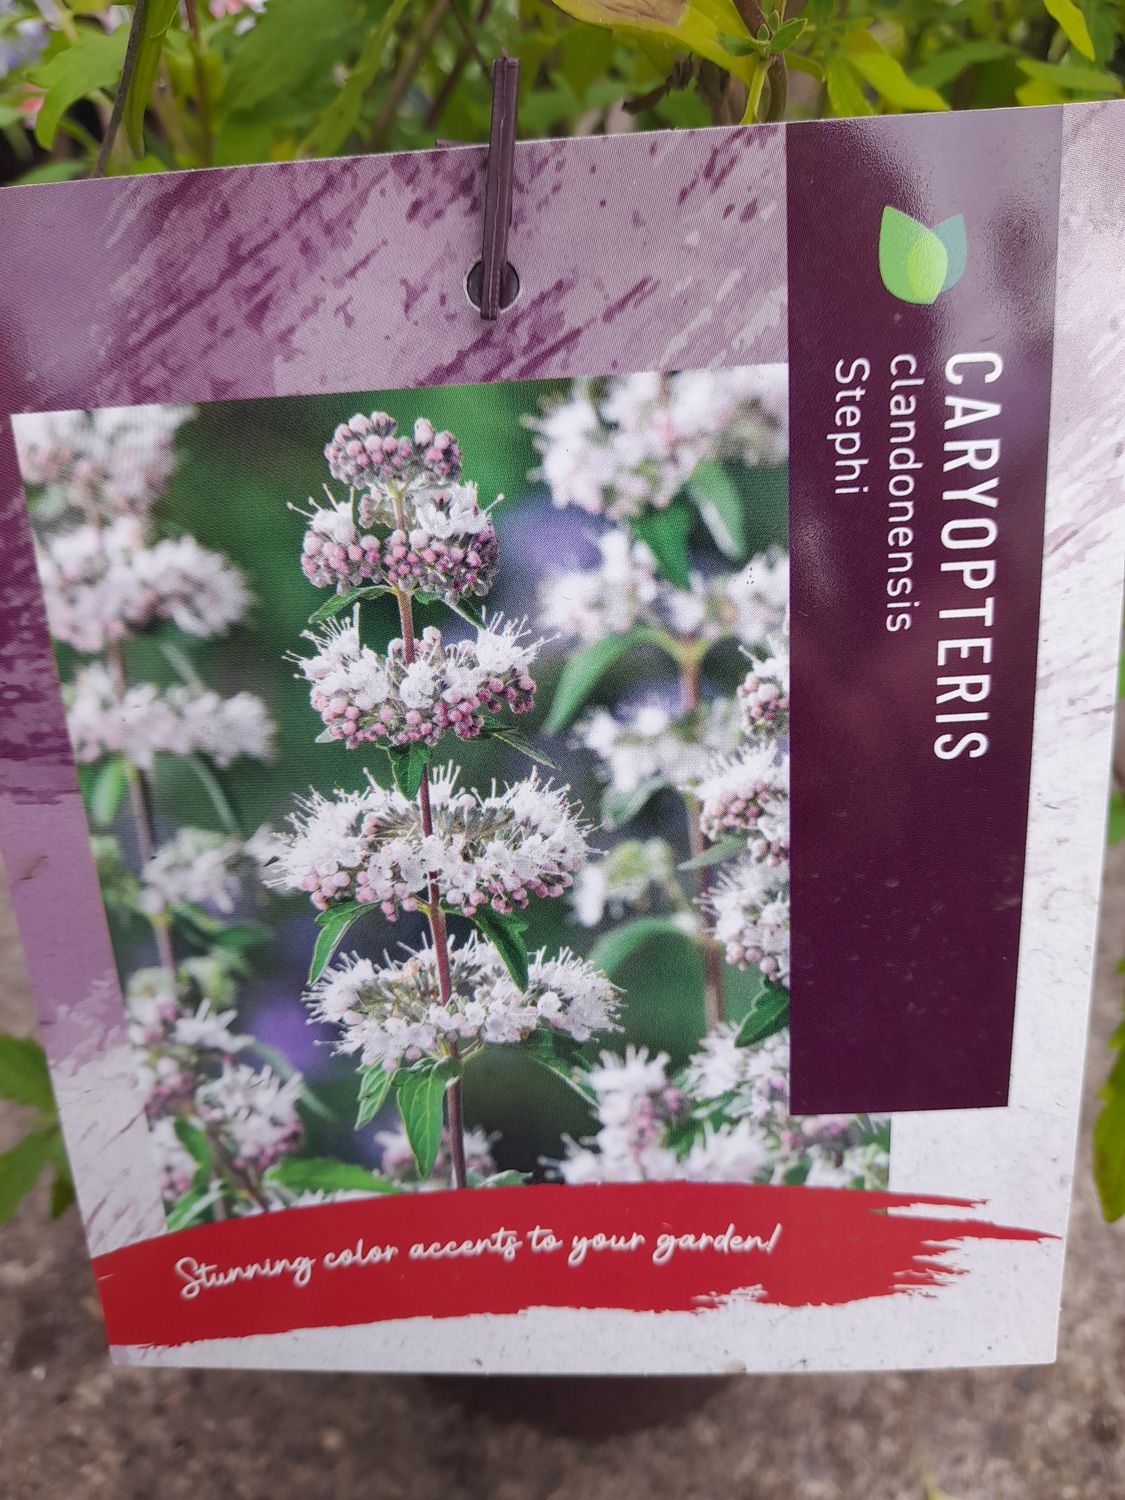 CARYOPTERIS
clandonensis
Stephi
Stunning color accents to your garden!